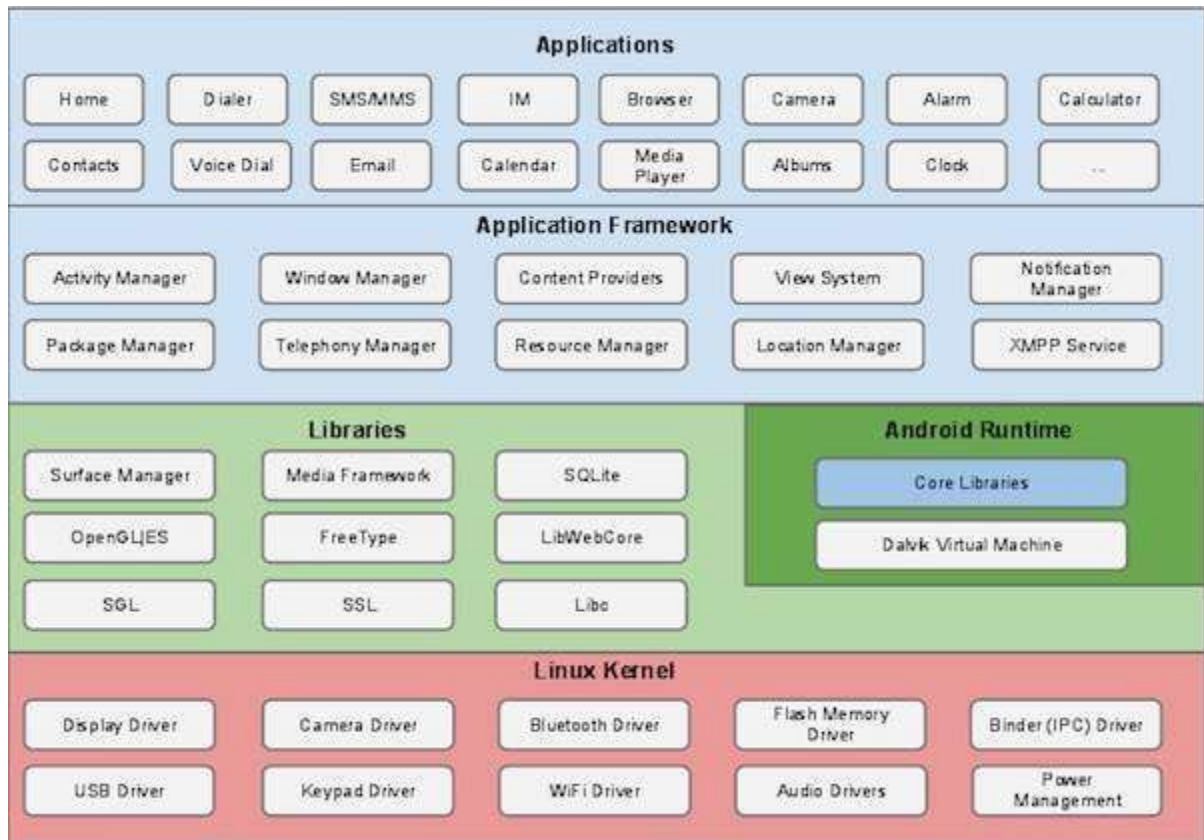 Applications
Home
Dialer
SMS/MMS
IM
Browser
Camera
Alarm
Calculator
Contacts
Voice Dial
Email
Calendar
Media
Player
Albums
Clock
...
Application Framework
Activity Manager
Window Manager
Content Providers
View System
Notification
Manager
Package Manager
Telephony Manager
Resource Manager
Location Manager
XMPP Service
Libraries
Surface Manager
Media Framework
SQLite
OpenGL|ES
FreeType
LibWebCore
SGL
SSL
Libc
Android Runtime
Core Libraries
Dalvik Virtual Machine
Linux Kernel
Display Driver
Camera Driver
Bluetooth Driver
Flash Memory
Driver
Binder (IPC) Driver
USB Driver
Keypad Driver
WiFi Driver
Audio Drivers
Power
Management